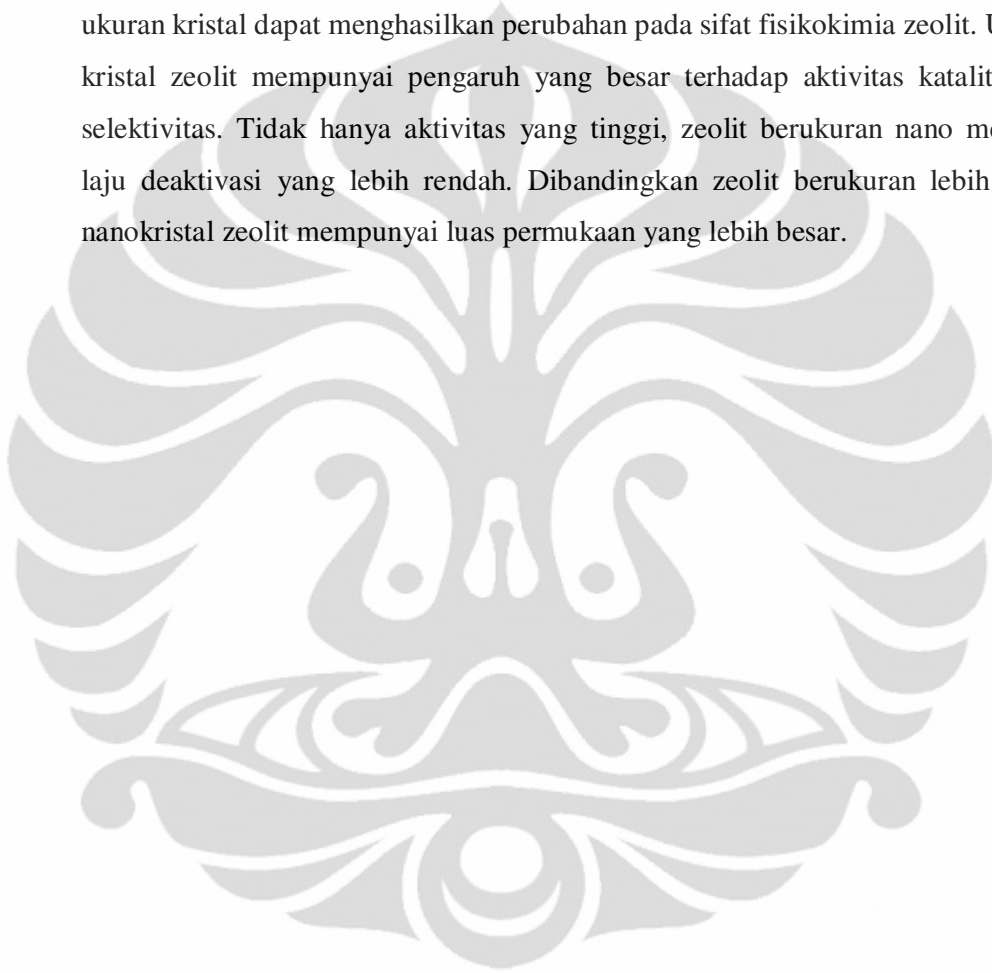 ukuran kristal dapat menghasilkan perubahan pada sifat fisikokimia zeolit. U
kristal zeolit mempunyai pengaruh yang besar terhadap aktivitas katalit
selektivitas. Tidak hanya aktivitas yang tinggi, zeolit berukuran nano me
laju deaktivasi yang lebih rendah. Dibandingkan zeolit berukuran lebih
nanokristal zeolit mempunyai luas permukaan yang lebih besar.